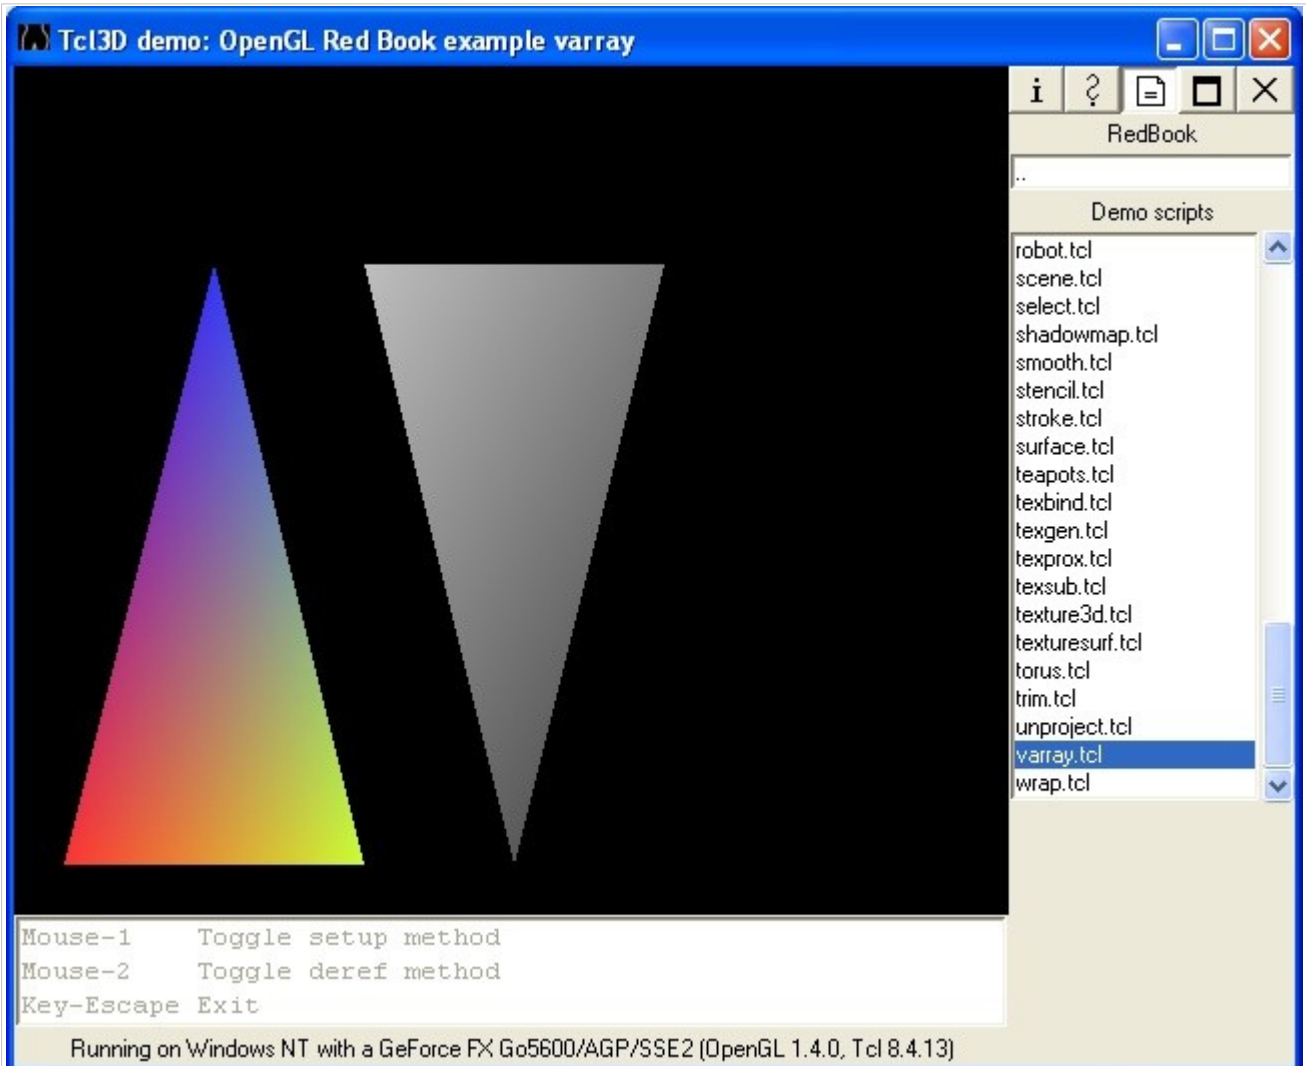 Tcl3D demo: OpenGL Red Book example varray
i ?
RedBook
..
Demo scripts
robot.tcl
scene.tcl
select.tcl
shadowmap.tcl
smooth.tcl
stencil.tcl
stroke.tcl
surface.tcl
teapots.tcl
texbind.tcl
texgen.tcl
texprox.tcl
texsub.tcl
texture3d.tcl
texturesurf.tcl
torus.tcl
trim.tcl
unproject.tcl
varray.tcl
wrap.tcl
Mouse-1 Toggle setup method
Mouse-2 Toggle deref method
Key-Escape Exit
Running on Windows NT with a GeForce FX Go5600/AGP/SSE2 (OpenGL 1.4.0, Tcl 8.4.13)